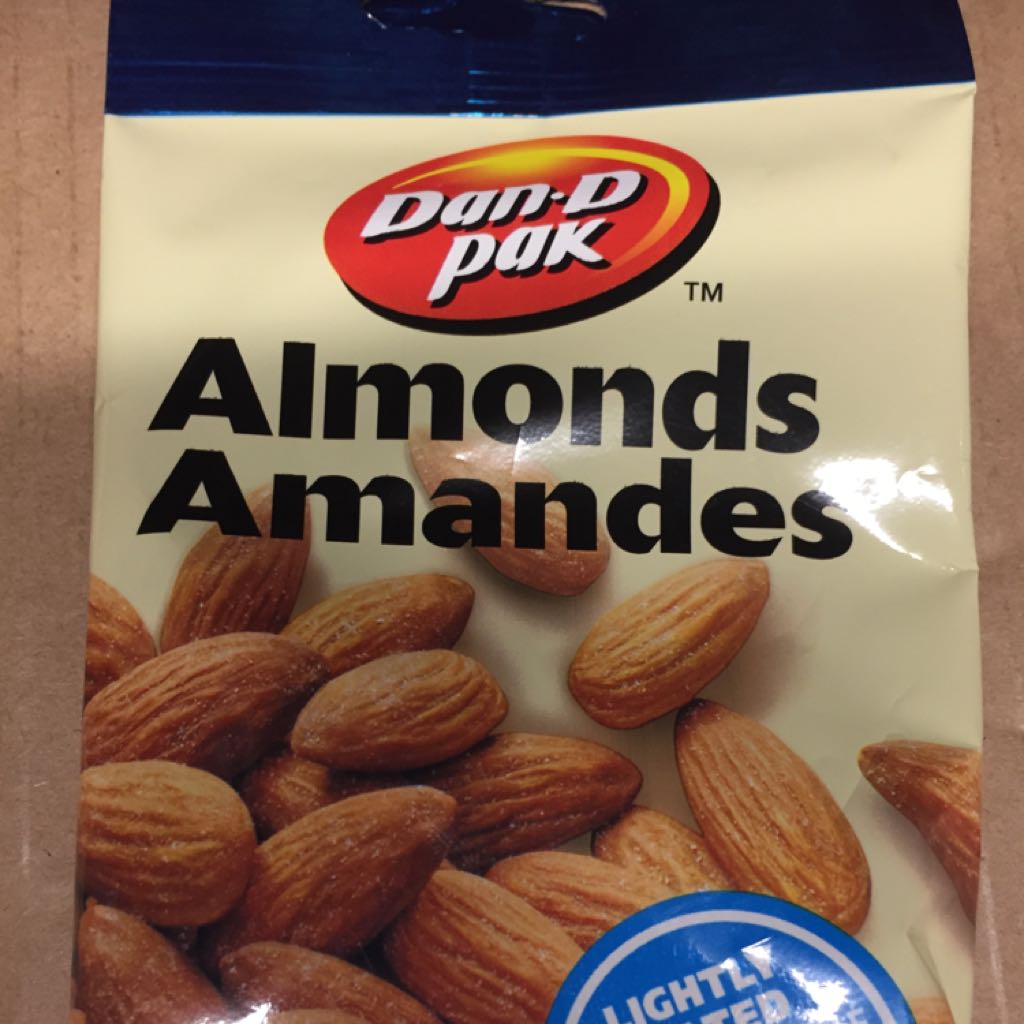 Dan·D
pak
TM
Almonds
Amandes
LIGHTLY